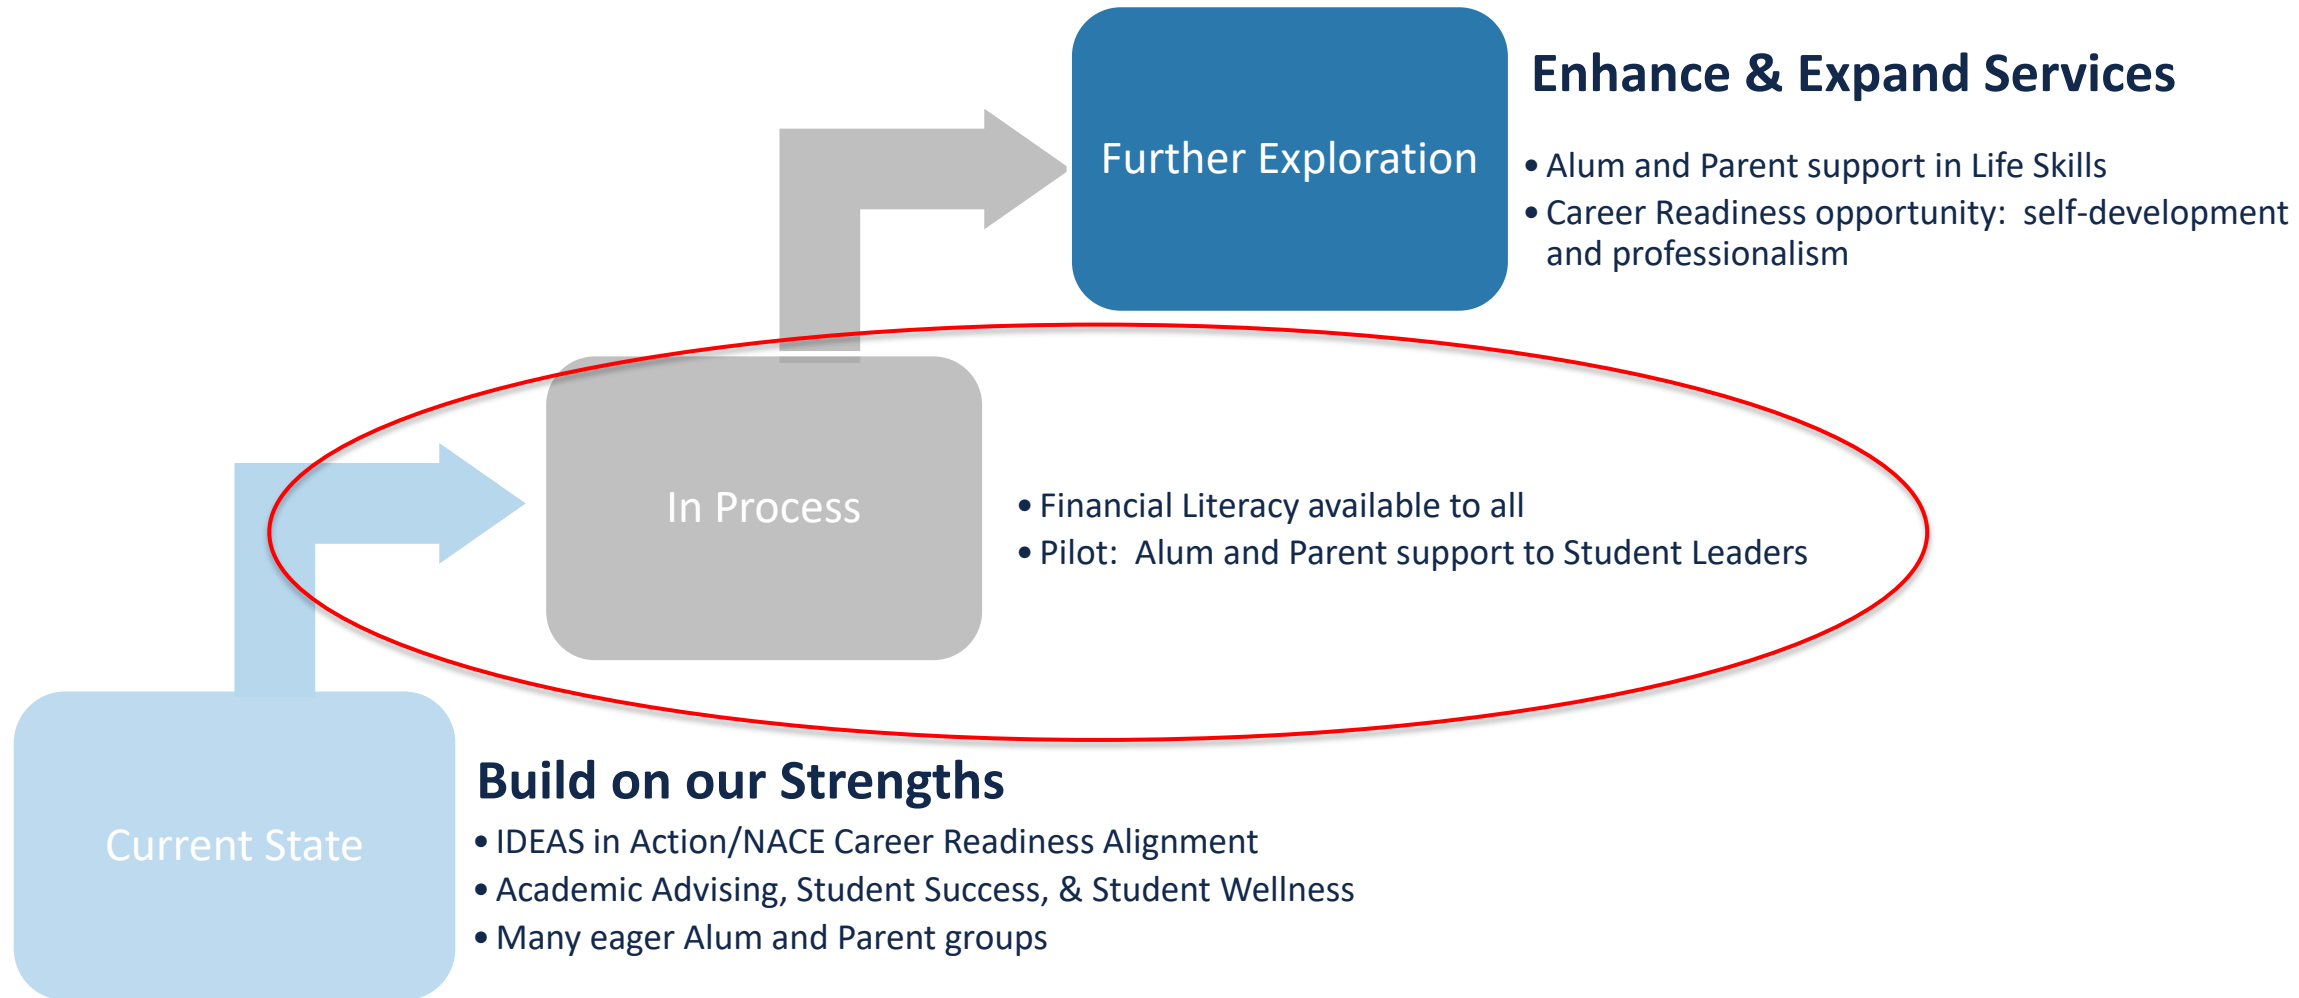 Enhance & Expand Services
Further Exploration
• Alum and Parent support in Life Skills
• Career Readiness opportunity:  self-development
and professionalism
In Process
• Financial Literacy available to all
• Pilot:  Alum and Parent support to Student Leaders
Build on our Strengths
Current State
• IDEAS in Action/NACE Career Readiness Alignment
• Academic Advising, Student Success, & Student Wellness
• Many eager Alum and Parent groups